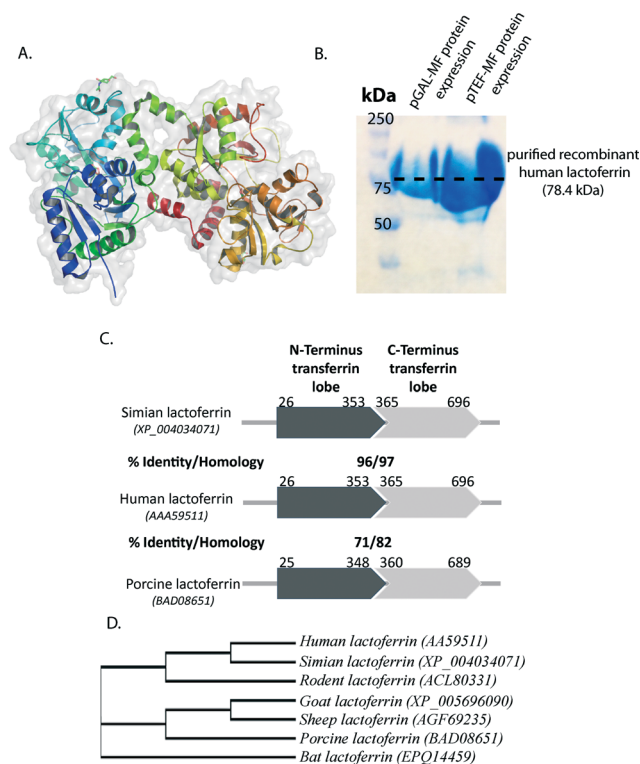 A.
B.
pGAL-MF protein
expression
pTEF-MF protein
expression
kDa
250
75
50
purified recombinant
human lactoferrin
(78.4 kDa)
C.
N-Terminus
transferrin
lobe
C-Terminus
transferrin
lobe
26 353 365 696
Simian lactoferrin
(XP_004034071)
% Identity/Homology 96/97
26 353 365 696
Human lactoferrin
(AAA59511)
% Identity/Homology 71/82
25 348 360 689
Porcine lactoferrin
(BAD08651)
D.
Human lactoferrin (AA59511)
Simian lactoferrin (XP_004034071)
Rodent lactoferrin (ACL80331)
Goat lactoferrin (XP_005696090)
Sheep lactoferrin (AGF69235)
Porcine lactoferrin (BAD08651)
Bat lactoferrin (EPQ14459)